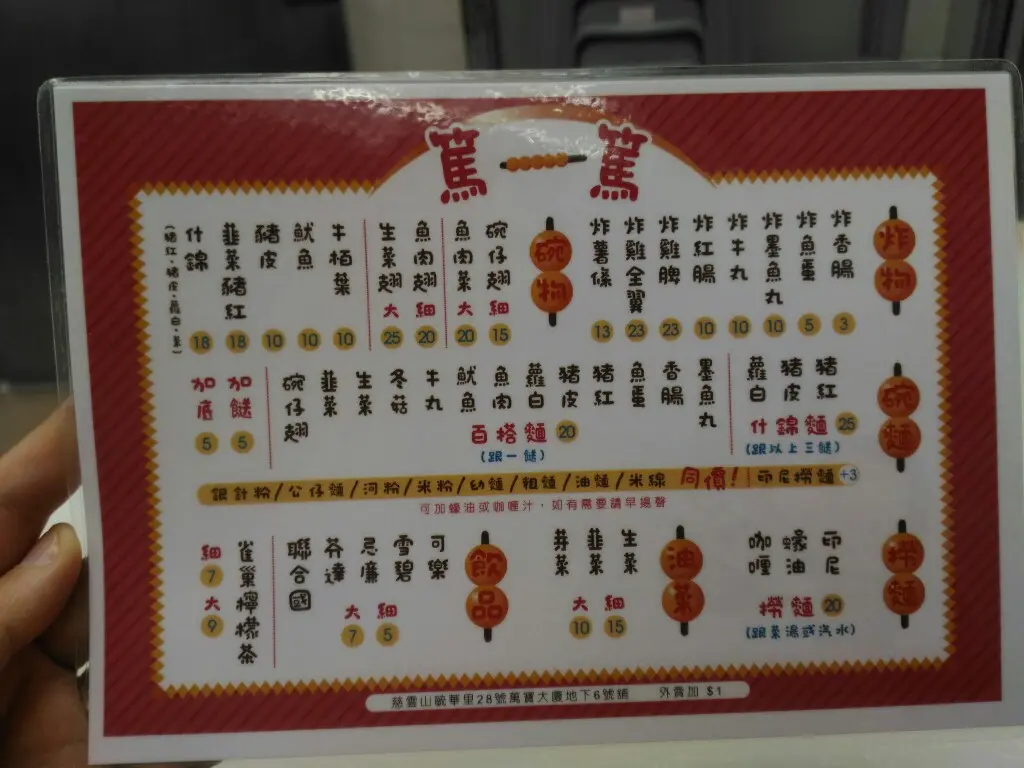 篤一篤
炸物
炸香腸 3
炸魚蛋 5
炸墨魚丸 10
炸牛丸 10
炸紅腸 10
炸雞髀 23
炸雞全翼 23
炸薯條 13
碗物
碗仔翅 細 15
魚肉菜 大 20
魚肉翅 細 20
生菜翅 大 25
牛栢葉 10
魷魚 10
豬皮 10
韮菜豬紅 18
什錦 18
(豬紅、豬皮、蘿白、菜)
碗麵
豬紅
豬皮
蘿白
什錦麵 25
(跟以上三餸)
墨魚丸
香腸
魚蛋
豬紅
豬皮
蘿白
魚肉
魷魚
牛丸
冬菇
生菜
韮菜
碗仔翅
百搭麵 20
(跟一餸)
加餸 5
加底 5
銀針粉/公仔麵/河粉/米粉/幼麵/粗麵/油麵/米線 同價! 印尼撈麵 +3
可加蠔油或咖喱汁，如有需要請早揚聲
撈麵
印尼
蠔油
咖喱
撈麵 20
(跟菜湯或汽水)
油菜
生菜
韮菜
芽菜
細 15
大 10
飲品
可樂
雪碧
忌廉
芬達
聯合國
細 5
大 7
雀巢檸檬茶
細 7
大 9
慈雲山毓華里28號萬寶大廈地下6號舖 外賣加 $1